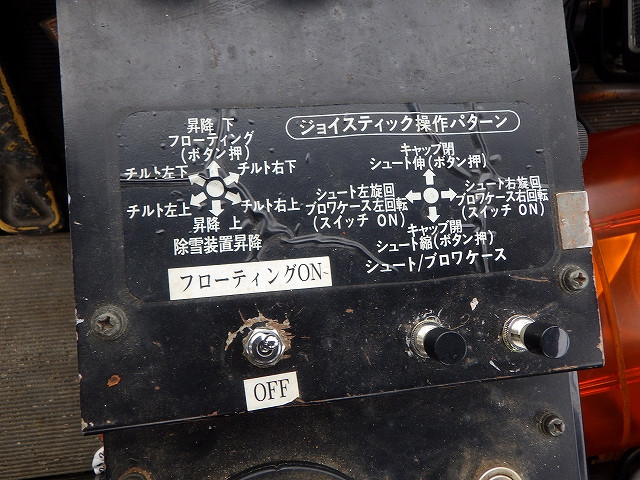 ジョイスティック操作パターン
昇降 下
フローティング
(ボタン押)
チルト左下
チルト右下
チルト左上
チルト右上
昇降 上
除雪装置昇降
キャップ開
シュート伸(ボタン押)
シュート左旋回
ブロワケース左回転
(スイッチ ON)
シュート右旋回
ブロワケース右回転
(スイッチ ON)
キャップ開
シュート縮(ボタン押)
シュート/ブロワケース
フローティングON
OFF